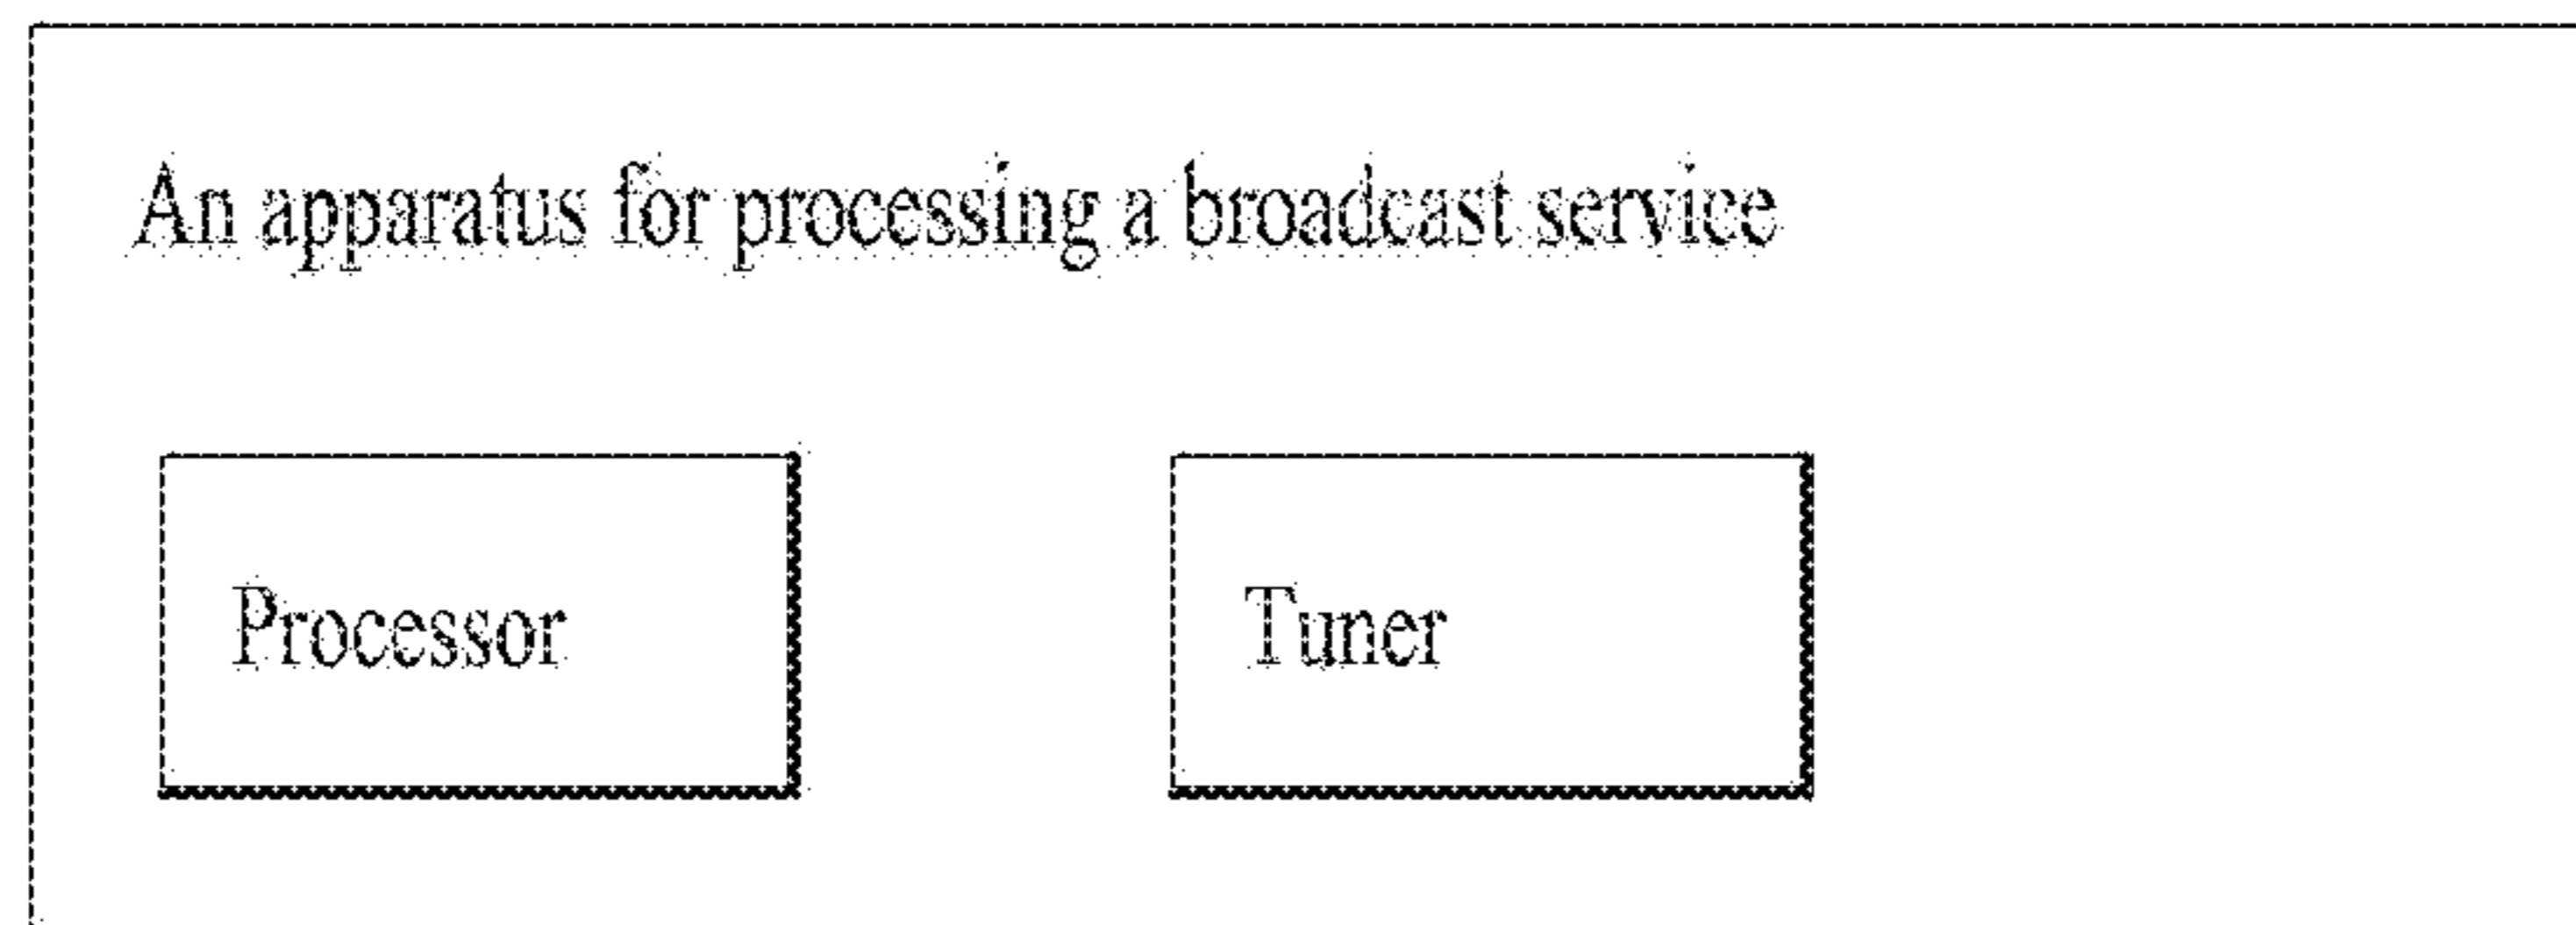 An apparatus for processing a broadcast service
Processor
Tuner